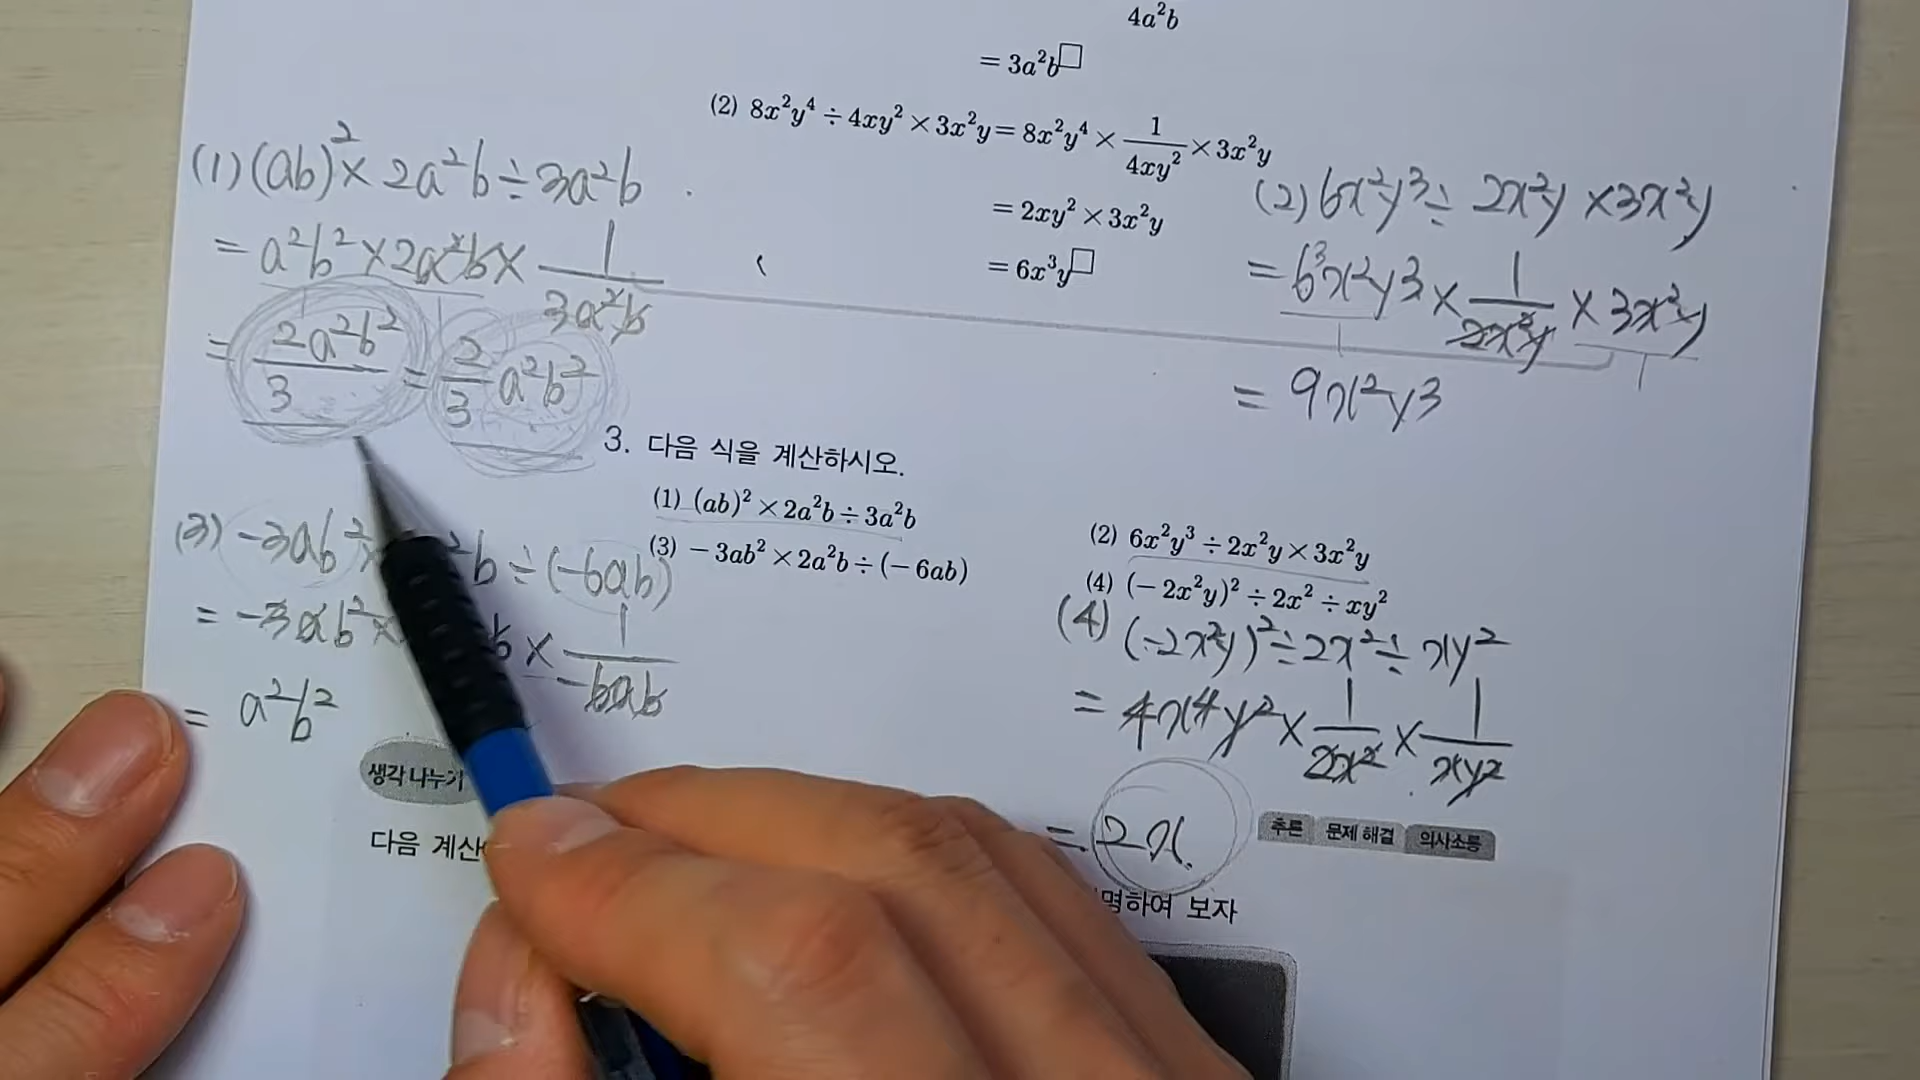 4a²b
= 3a²b□
(2) 8x²y⁴ ÷ 4xy² × 3x²y = 8x²y⁴ × 1/4xy² × 3x²y
= 2xy² × 3x²y
= 6x³y□
(1) (ab)² × 2a²b ÷ 3a²b
= a²b² × 2a²b × 1/3a²b
= 2a²b²/3 = 2/3 a²b²
(2) 6x²y³ ÷ 2x²y × 3x²y
= 6³x²y³ × 1/2x²y × 3x²y
= 9x²y³
3. 다음 식을 계산하시오.
(1) (ab)² × 2a²b ÷ 3a²b
(2) 6x²y³ ÷ 2x²y × 3x²y
(3) −3ab² × 2a²b ÷ (−6ab)
(4) (−2x²y)² ÷ 2x² ÷ xy²
(3) −3ab² × ²b ÷ (−6ab)
= −3ab² × b × 1/−6ab
= a²b²
(4) (−2x²y)² ÷ 2x² ÷ xy²
= 4x⁴y² × 1/2x² × 1/xy²
= 2x
생각 나누기
추론 문제 해결 의사소통
다음 계산
명하여 보자